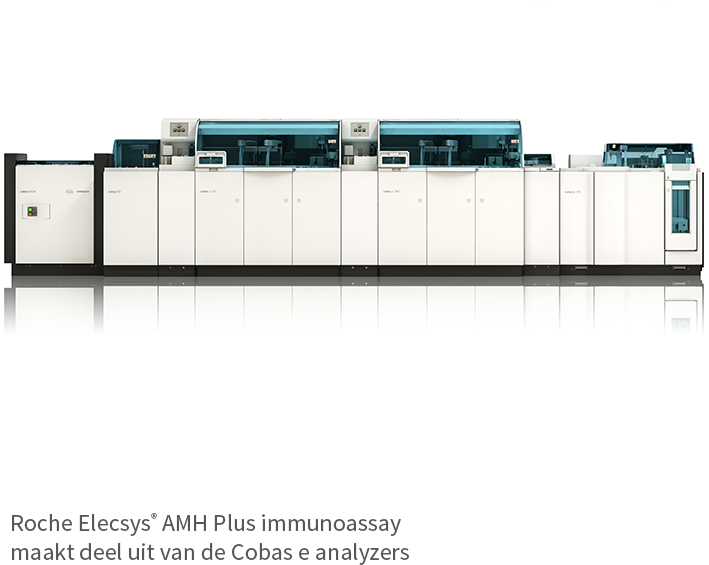 Roche Elecsys® AMH Plus immunoassay
maakt deel uit van de Cobas e analyzers